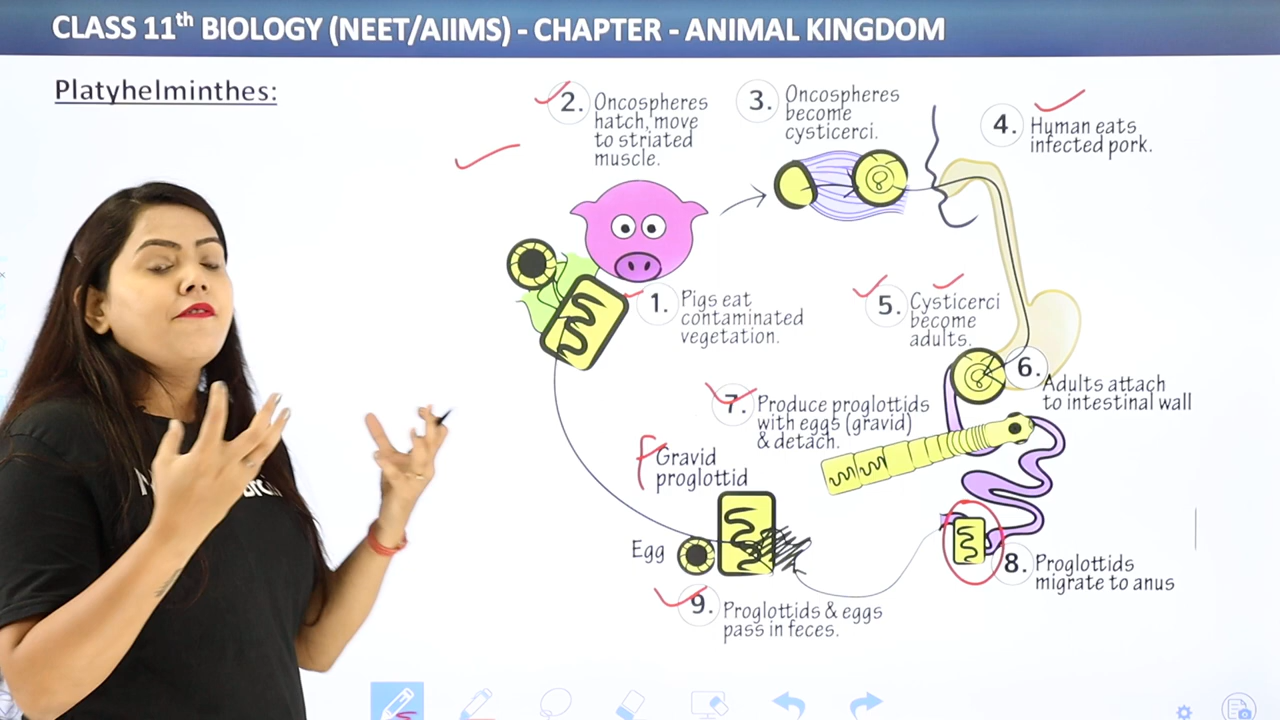 CLASS 11th BIOLOGY (NEET/AIIMS) - CHAPTER - ANIMAL KINGDOM
Platyhelminthes:
2. Oncospheres
hatch, move
to striated
muscle.
3. Oncospheres
become
cysticerci.
4. Human eats
infected pork.
1. Pigs eat
contaminated
vegetation.
5. Cysticerci
become
adults.
6. Adults attach
to intestinal wall
7. Produce proglottids
with eggs (gravid)
& detach.
Gravid
proglottid
Egg
8. Proglottids
migrate to anus
9. Proglottids & eggs
pass in feces.